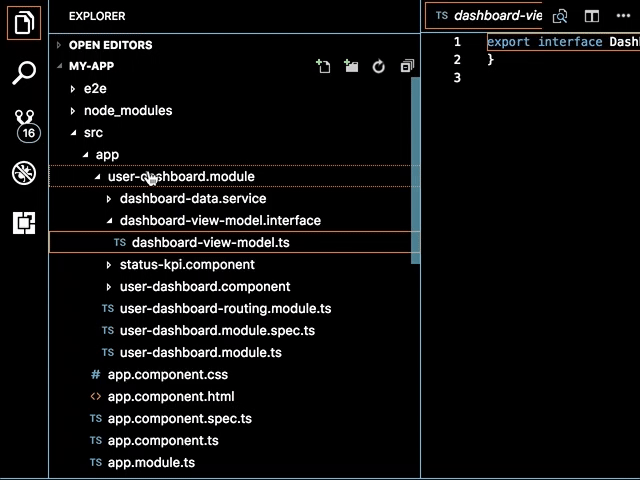 EXPLORER
OPEN EDITORS
MY-APP
e2e
node_modules
src
app
user-dashboard.module
dashboard-data.service
dashboard-view-model.interface
TS dashboard-view-model.ts
status-kpi.component
user-dashboard.component
TS user-dashboard-routing.module.ts
TS user-dashboard.module.spec.ts
TS user-dashboard.module.ts
# app.component.css
<> app.component.html
TS app.component.spec.ts
TS app.component.ts
TS app.module.ts
16
TS dashboard-vie
1 export interface Dash
2 }
3